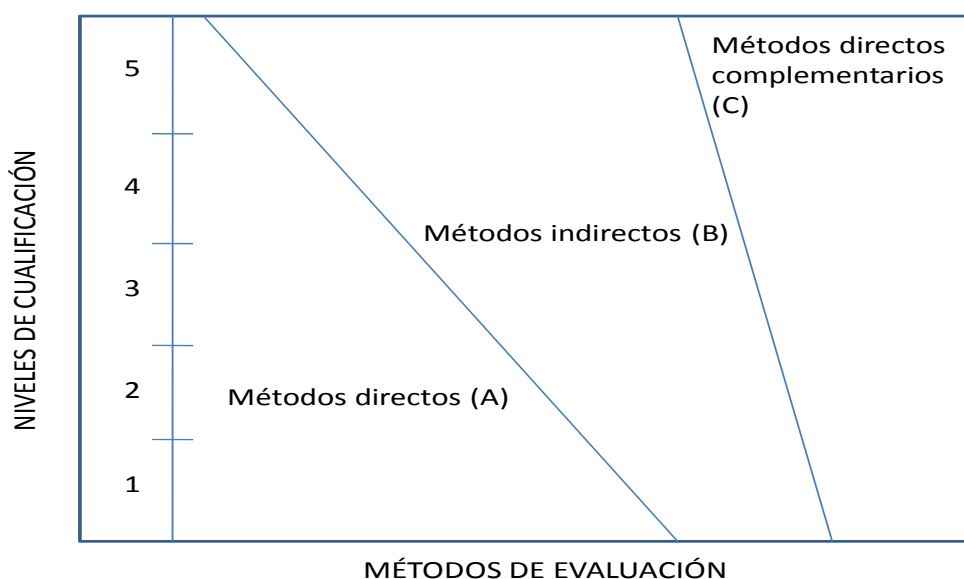 NIVELES DE CUALIFICACIÓN
5
4
3
2
1
Métodos directos
complementarios
(C)
Métodos indirectos (B)
Métodos directos (A)
MÉTODOS DE EVALUACIÓN